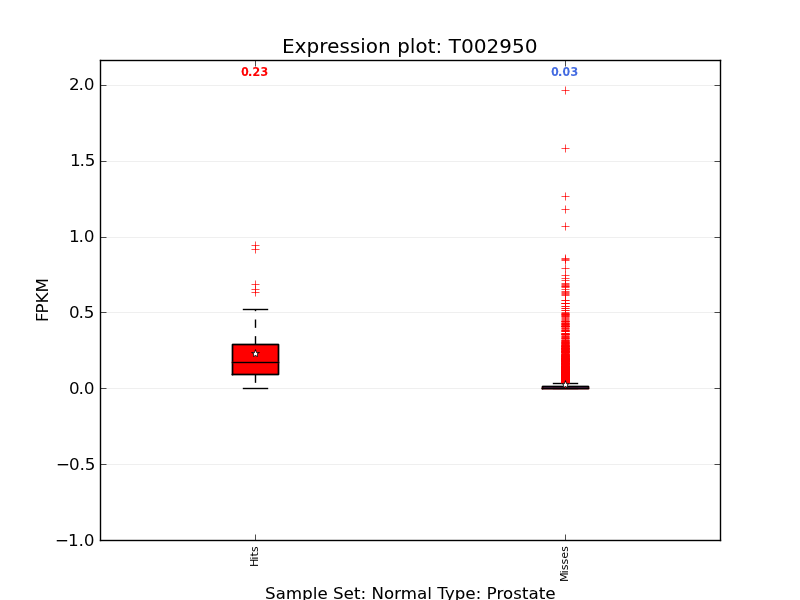 Expression plot: T002950
0.23
0.03
2.0
1.5
1.0
0.5
0.0
−0.5
−1.0
FPKM
Hits
Misses
Sample Set: Normal Type: Prostate